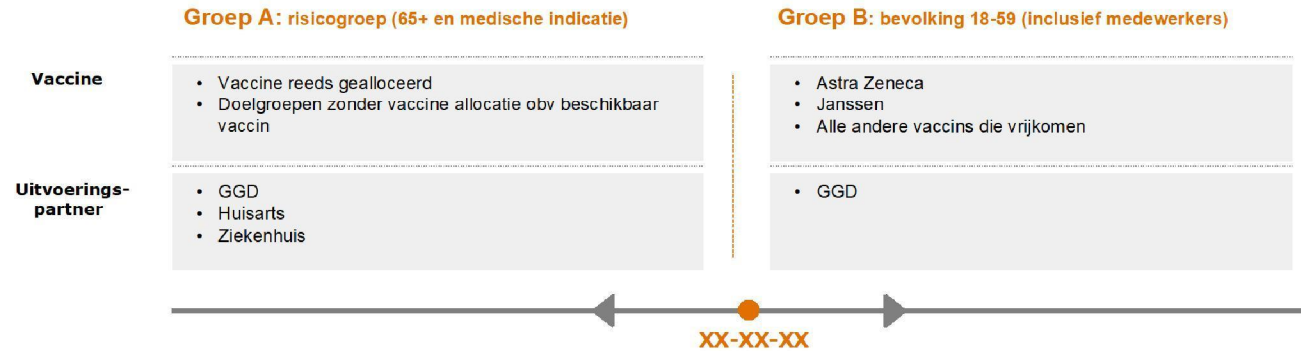 Groep A: risicogroep (65+ en medische indicatie)
Groep B: bevolking 18-59 (inclusief medewerkers)
Vaccine
• Vaccine reeds gealloceerd
• Doelgroepen zonder vaccine allocatie obv beschikbaar
vaccin
• Astra Zeneca
• Janssen
• Alle andere vaccins die vrijkomen
Uitvoerings-
partner
• GGD
• Huisarts
• Ziekenhuis
• GGD
XX-XX-XX